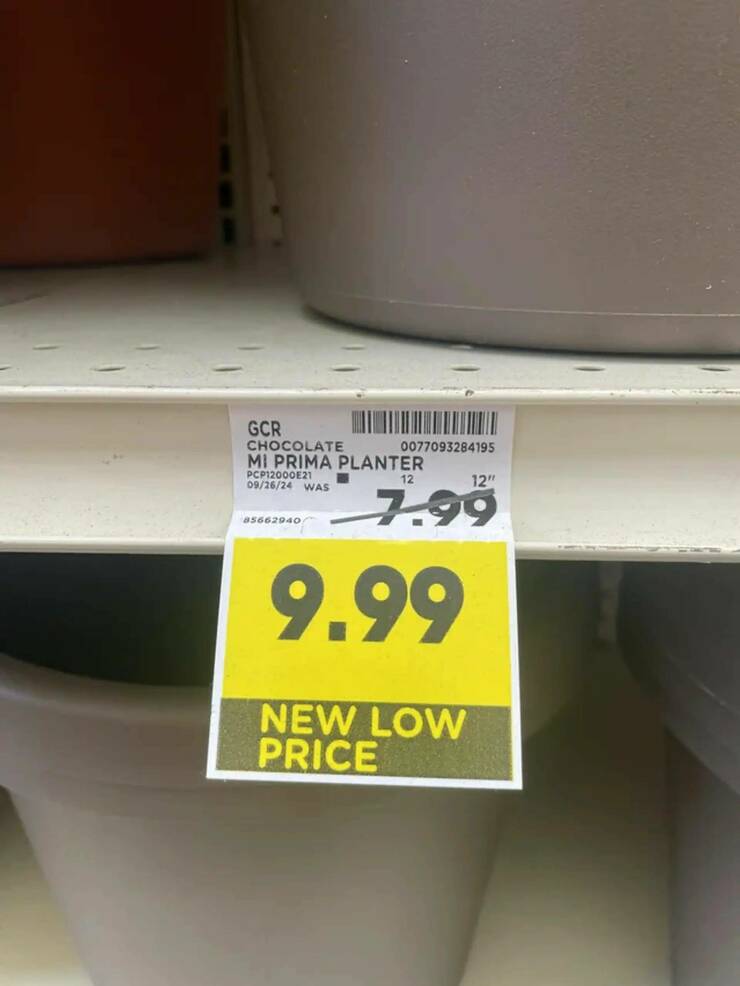 GCR
CHOCOLATE 0077093284195
MI PRIMA PLANTER
PCP12000E21 12 12"
09/26/24 WAS 7.99
85662940
9.99
NEW LOW
PRICE